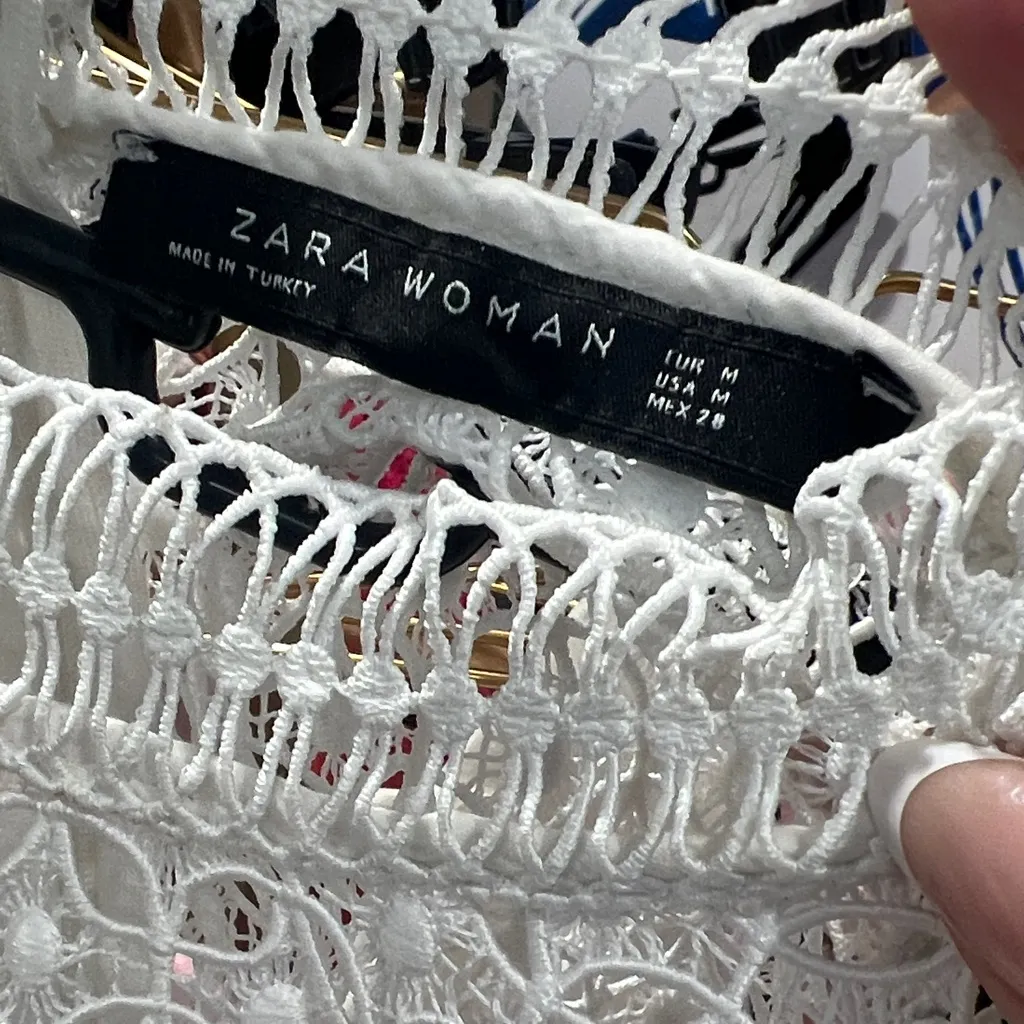 ZARA WOMAN
MADE IN TURKEY
EUR M
USA M
MEX 28